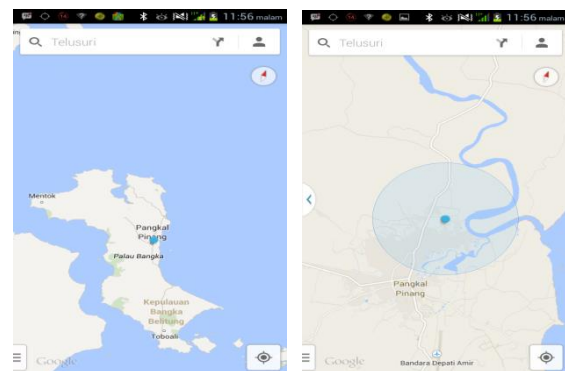 11:56 malam
Telusuri
Mentok
Pangkal
Pinang
Palau Bangka
Kepulauan
Bangka
Belitung
Toboali
Google
11:56 malam
Telusuri
Pangkal
Pinang
Google
Bandara Depati Amir